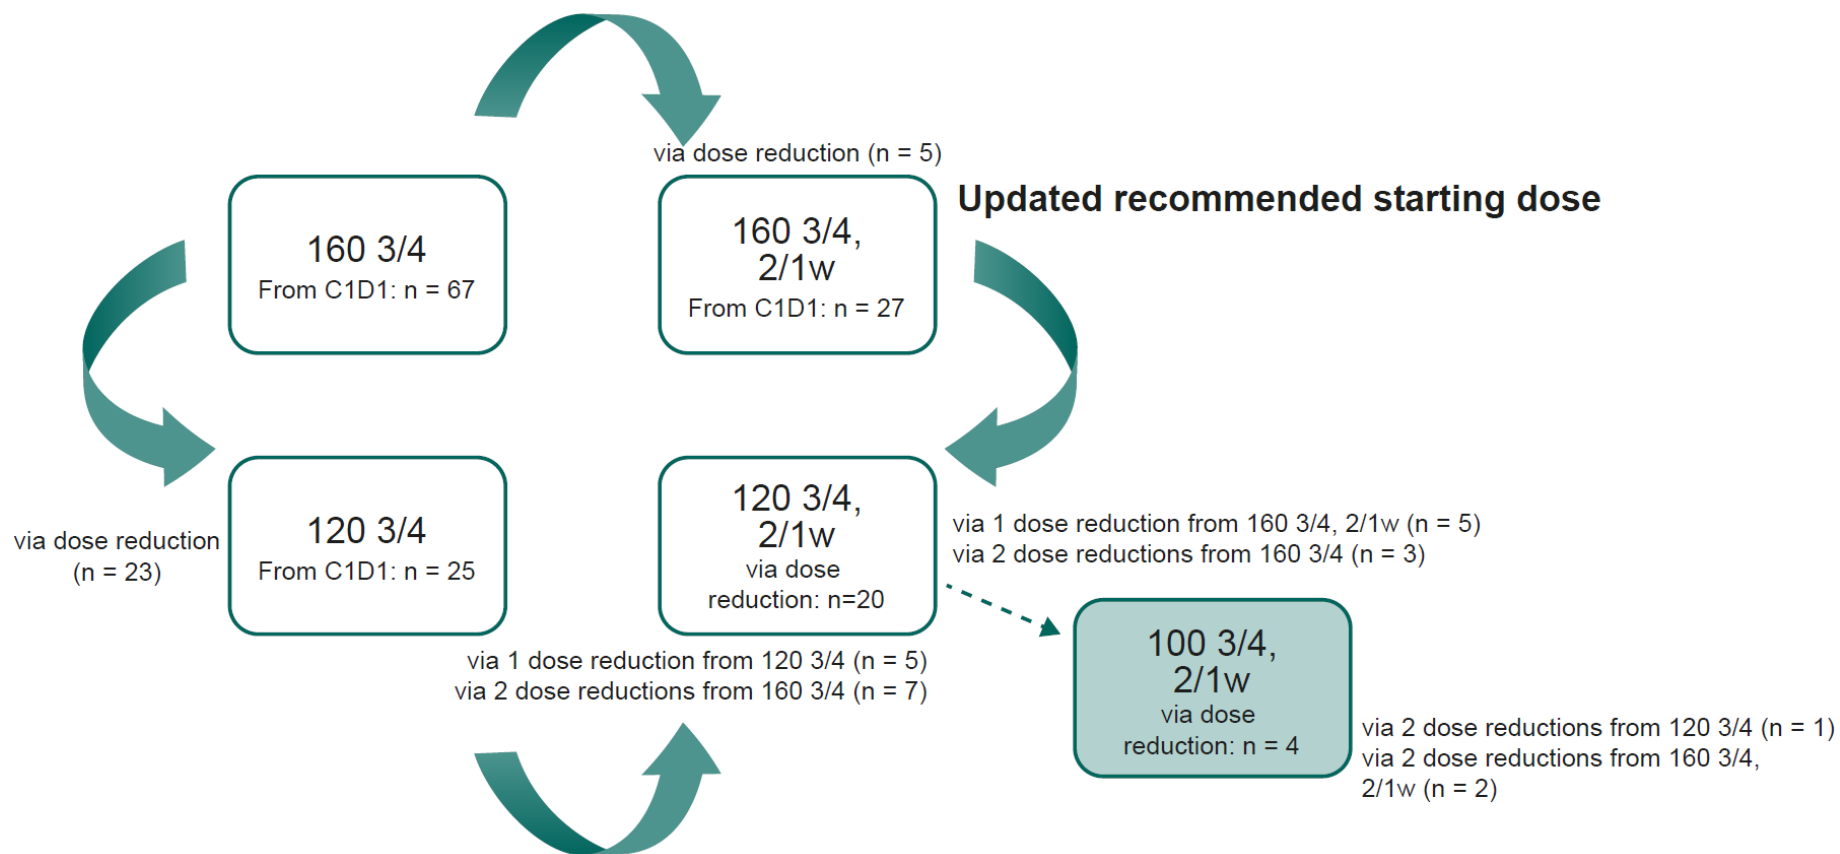 via dose reduction (n = 5)
Updated recommended starting dose
160 3/4
From C1D1: n = 67
160 3/4,
2/1w
From C1D1: n = 27
via dose reduction
(n = 23)
120 3/4
From C1D1: n = 25
120 3/4,
2/1w
via dose
reduction: n=20
via 1 dose reduction from 160 3/4, 2/1w (n = 5)
via 2 dose reductions from 160 3/4 (n = 3)
via 1 dose reduction from 120 3/4 (n = 5)
via 2 dose reductions from 160 3/4 (n = 7)
100 3/4,
2/1w
via dose
reduction: n = 4
via 2 dose reductions from 120 3/4 (n = 1)
via 2 dose reductions from 160 3/4,
2/1w (n = 2)